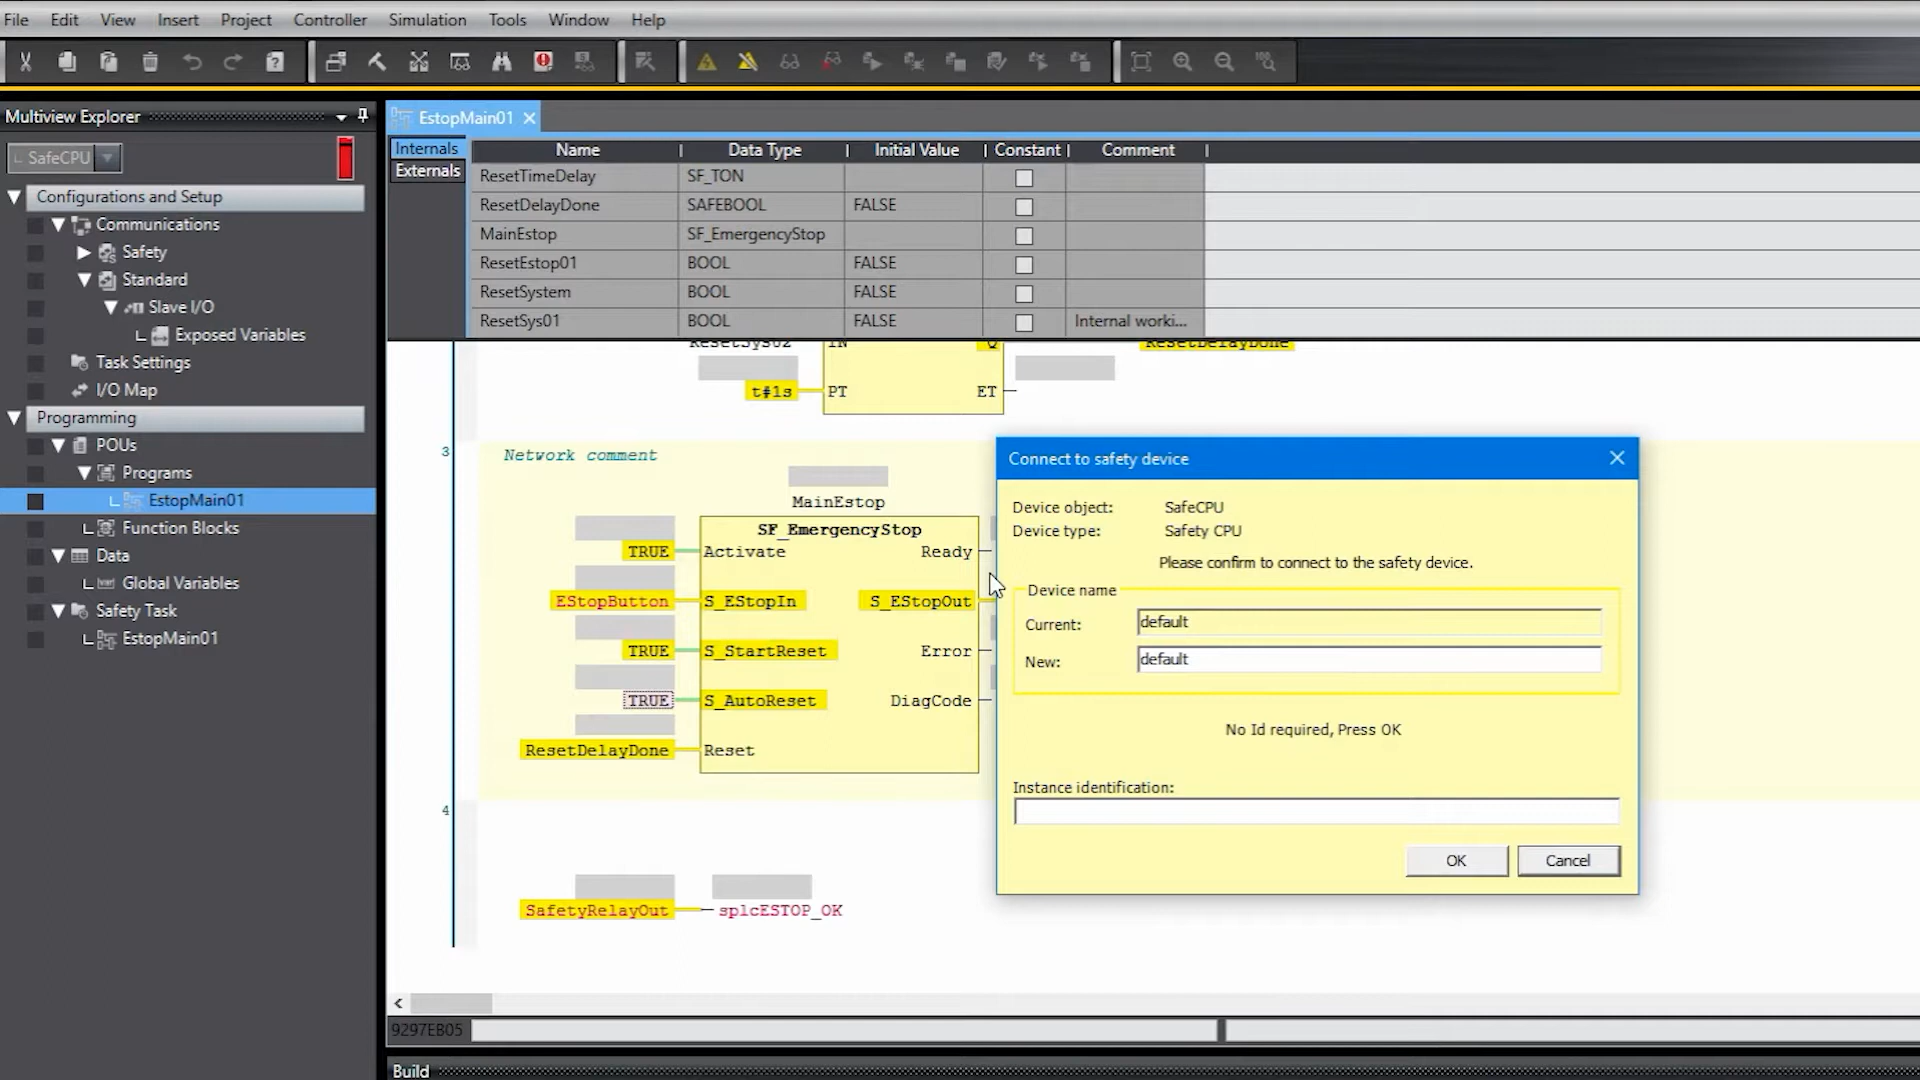 File Edit View Insert Project Controller Simulation Tools Window Help
Multiview Explorer
SafeCPU
Configurations and Setup
Communications
Safety
Standard
Slave I/O
Exposed Variables
Task Settings
I/O Map
Programming
POUs
Programs
EstopMain01
Function Blocks
Data
Global Variables
Safety Task
EstopMain01
EstopMain01
Internals
Externals
Name Data Type Initial Value Constant Comment
ResetTimeDelay SF_TON
ResetDelayDone SAFEBOOL FALSE
MainEstop SF_EmergencyStop
ResetEstop01 BOOL FALSE
ResetSystem BOOL FALSE
ResetSys01 BOOL FALSE Internal worki...
ResetSys02 IN Q ResetDelayDone
t#1s PT ET
3
Network comment
MainEstop
SF_EmergencyStop
TRUE Activate Ready
EStopButton S_EStopIn S_EStopOut
TRUE S_StartReset Error
TRUE S_AutoReset DiagCode
ResetDelayDone Reset
4
SafetyRelayOut splcESTOP_OK
Connect to safety device
Device object: SafeCPU
Device type: Safety CPU
Please confirm to connect to the safety device.
Device name
Current: default
New: default
No Id required, Press OK
Instance identification:
OK Cancel
9297EB05
Build